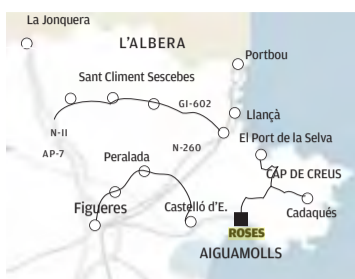 La Jonquera
L'ALBERA
Portbou
Sant Climent Sescebes
GI-602
Llançà
N-II
El Port de la Selva
N-260
AP-7
Peralada
CAP DE CREUS
Figueres
Castelló d'E.
Cadaqués
ROSES
AIGUAMOLLS